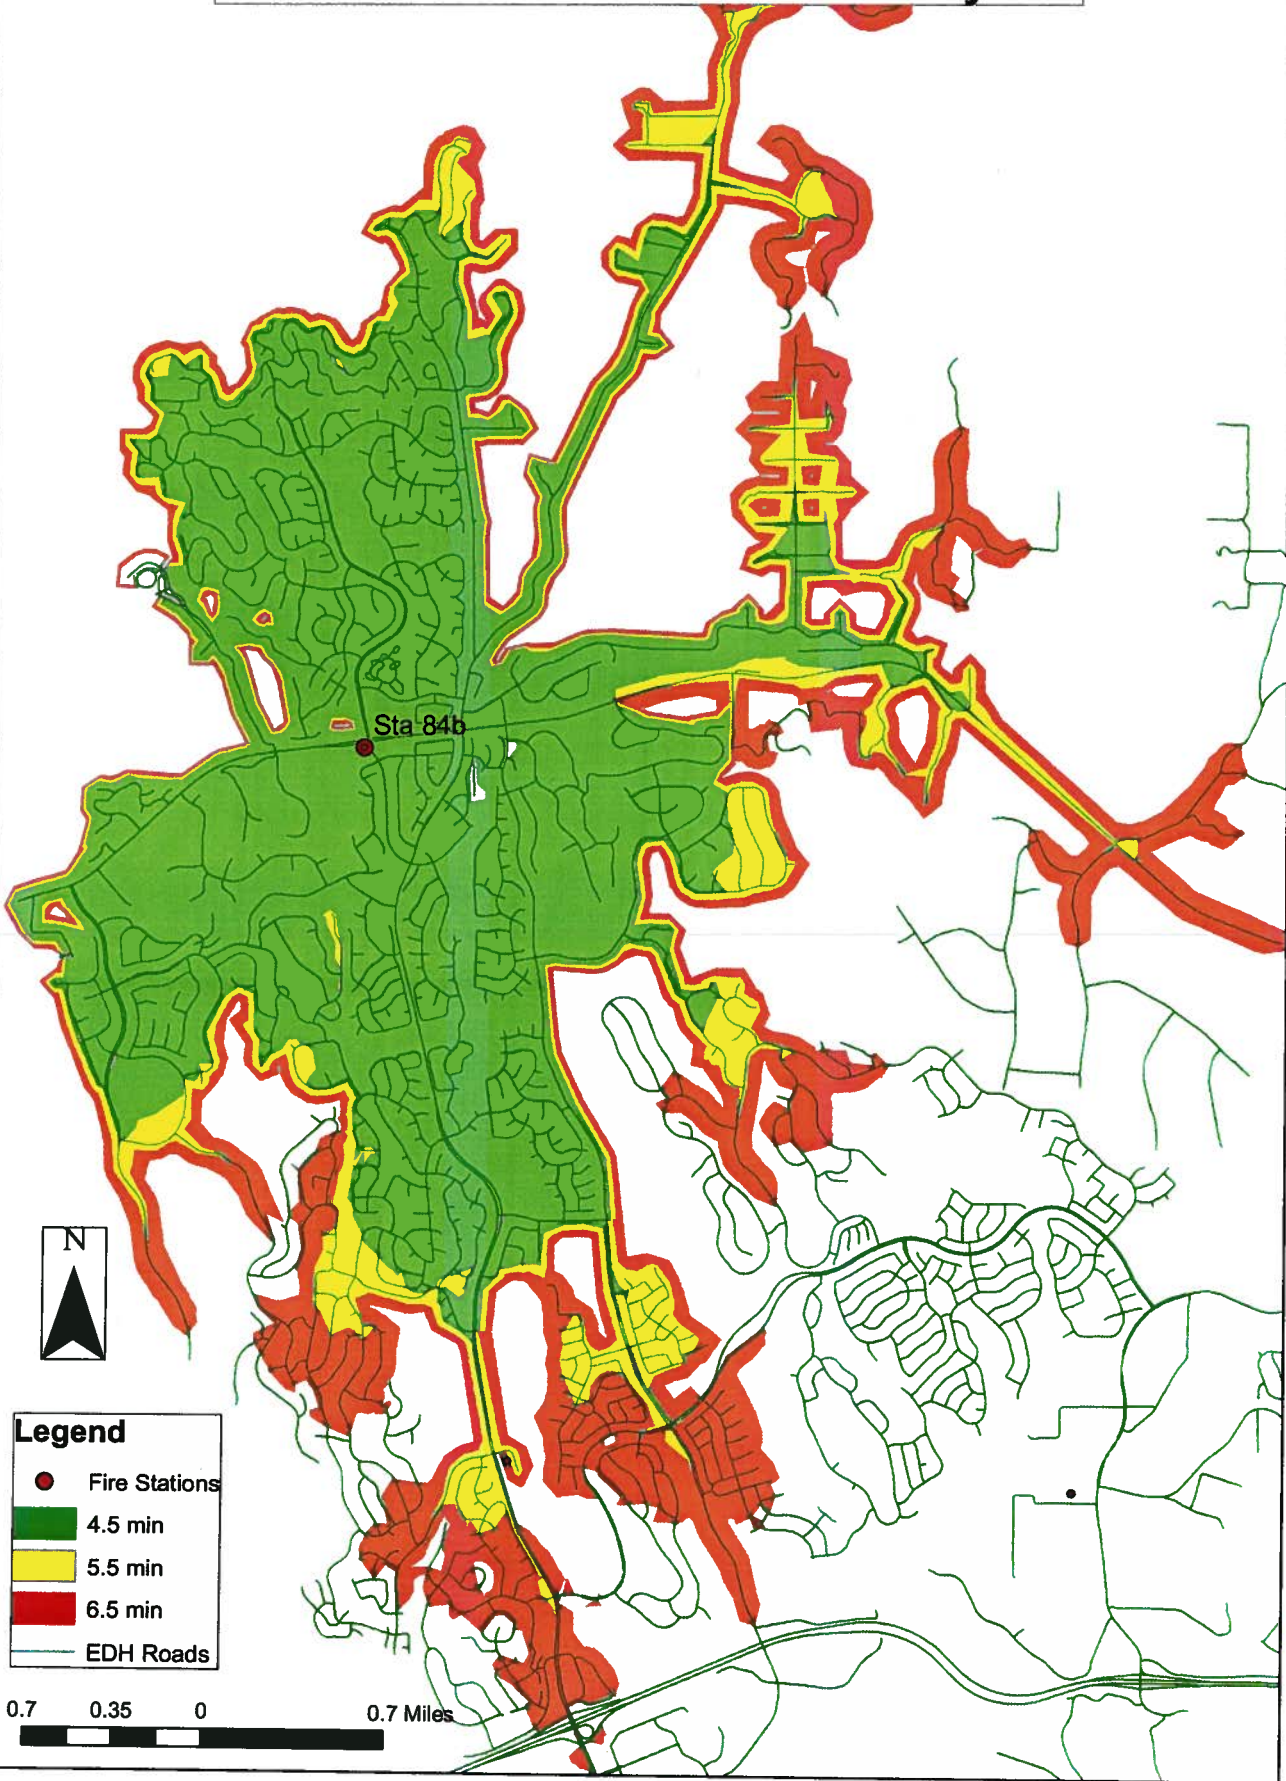 Sta 84b
N
Legend
Fire Stations
4.5 min
5.5 min
6.5 min
EDH Roads
0.7 0.35 0 0.7 Miles